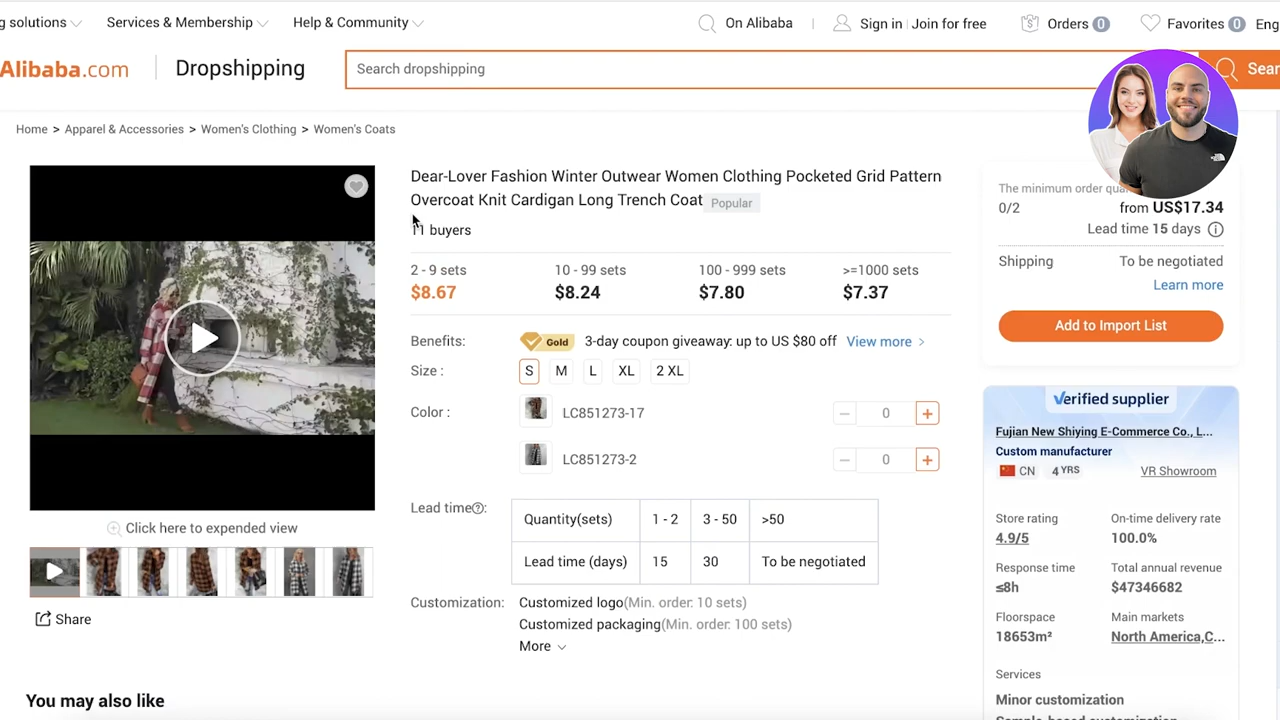 g solutions
Services & Membership
Help & Community
On Alibaba
Sign in
Join for free
Orders 0
Favorites 0
Eng
Alibaba.com
Dropshipping
Search dropshipping
Sear
Home > Apparel & Accessories > Women's Clothing > Women's Coats
Dear-Lover Fashion Winter Outwear Women Clothing Pocketed Grid Pattern
Overcoat Knit Cardigan Long Trench Coat Popular
11 buyers
2 - 9 sets
10 - 99 sets
100 - 999 sets
>=1000 sets
$8.67
$8.24
$7.80
$7.37
Benefits:
Gold
3-day coupon giveaway: up to US $80 off
View more >
Size :
S
M
L
XL
2 XL
Color :
LC851273-17
− 0 +
LC851273-2
− 0 +
Lead time?:
Quantity(sets)
1 - 2
3 - 50
>50
Lead time (days)
15
30
To be negotiated
Customization:
Customized logo(Min. order: 10 sets)
Customized packaging(Min. order: 100 sets)
More
Click here to expended view
Share
You may also like
The minimum order qua
0/2
from US$17.34
Lead time 15 days
Shipping
To be negotiated
Learn more
Add to Import List
Verified supplier
Fujian New Shiying E-Commerce Co., L...
Custom manufacturer
CN
4 YRS
VR Showroom
Store rating
On-time delivery rate
4.9/5
100.0%
Response time
Total annual revenue
≤8h
$47346682
Floorspace
Main markets
18653m²
North America,C...
Services
Minor customization
Sample-based customization